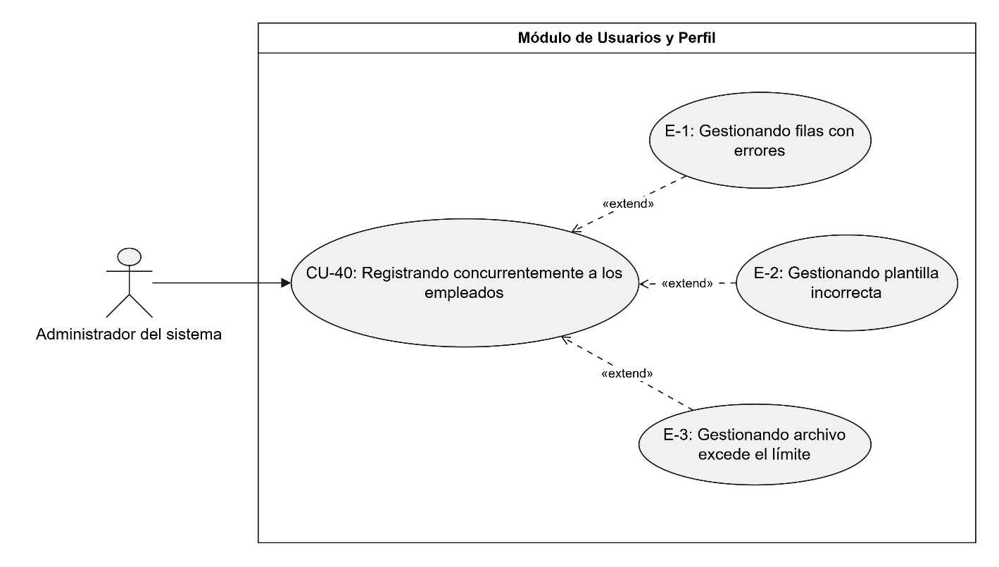 Módulo de Usuarios y Perfil
E-1: Gestionando filas con
errores
«extend»
CU-40: Registrando concurrentemente a los
empleados
«extend»
E-2: Gestionando plantilla
incorrecta
Administrador del sistema
«extend»
E-3: Gestionando archivo
excede el límite